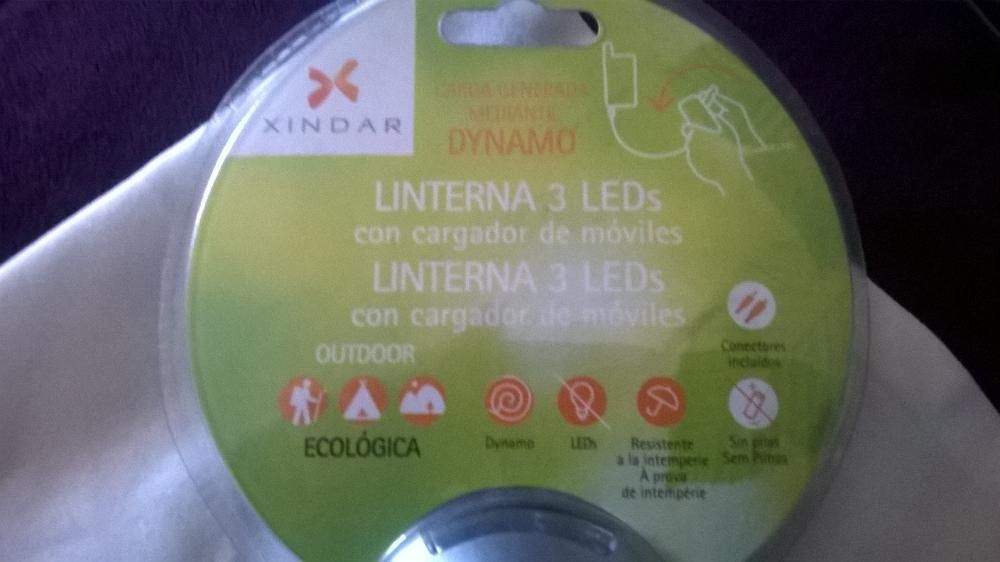 XINDAR
CARGA GENERADA
MEDIANTE
DYNAMO
LINTERNA 3 LEDs
con cargador de móviles
LINTERNA 3 LEDs
con cargador de móviles
OUTDOOR
ECOLÓGICA
Dynamo
LEDs
Resistente
a la intemperie
À prova
de intempérie
Conectores
incluidos
Sin pilas
Sem Pilhas